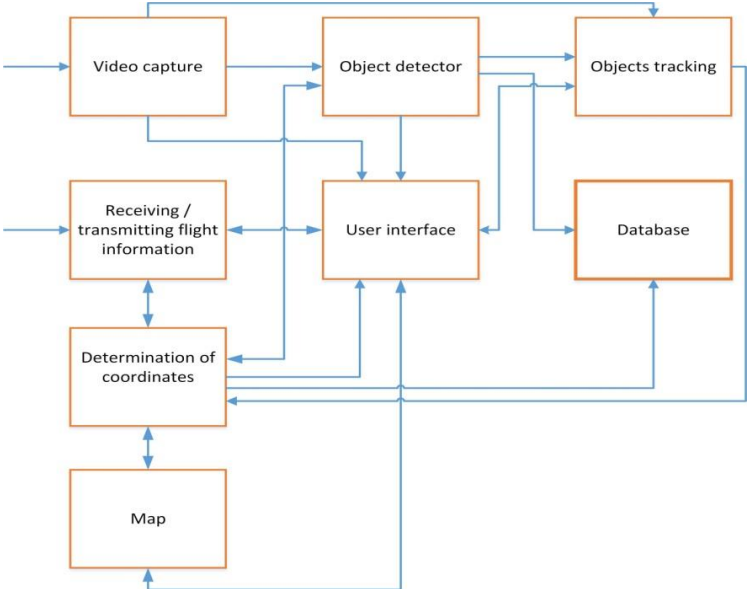 Video capture
Object detector
Objects tracking
Receiving /
transmitting flight
information
User interface
Database
Determination of
coordinates
Map